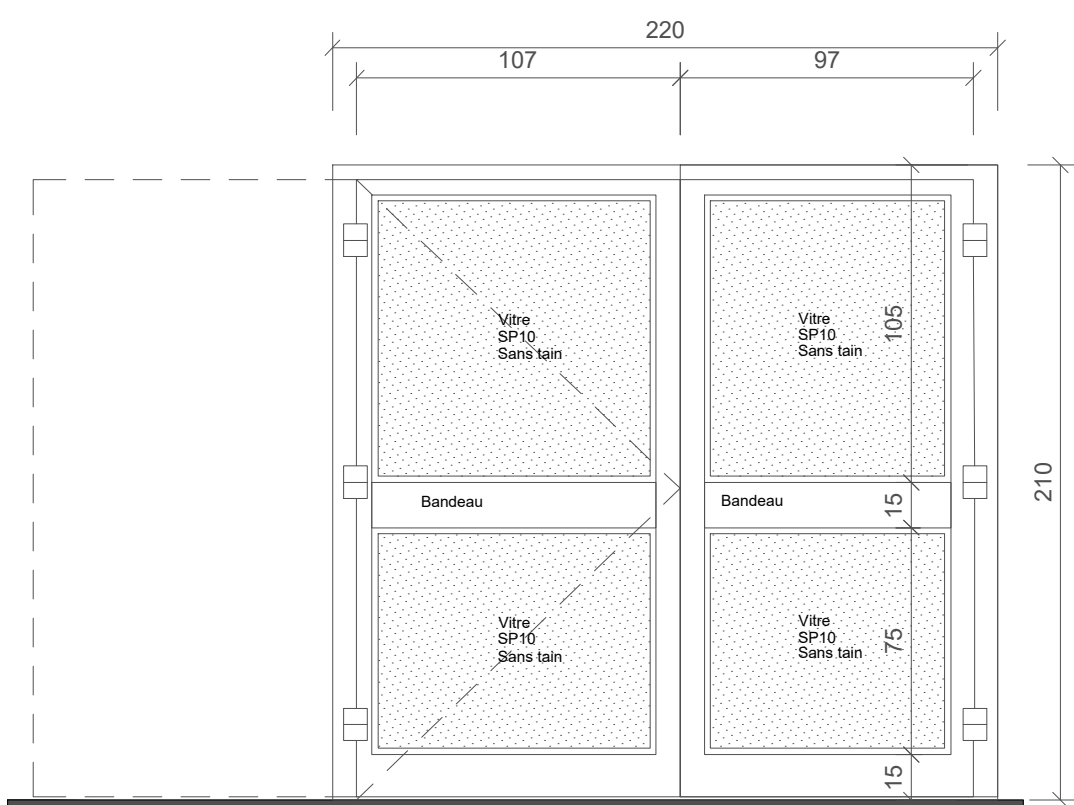 220
107
97
Vitre
SP10
Sans tain
Vitre
SP10
Sans tain
105
Bandeau
Bandeau
15
210
Vitre
SP10
Sans tain
Vitre
SP10
Sans tain
75
15